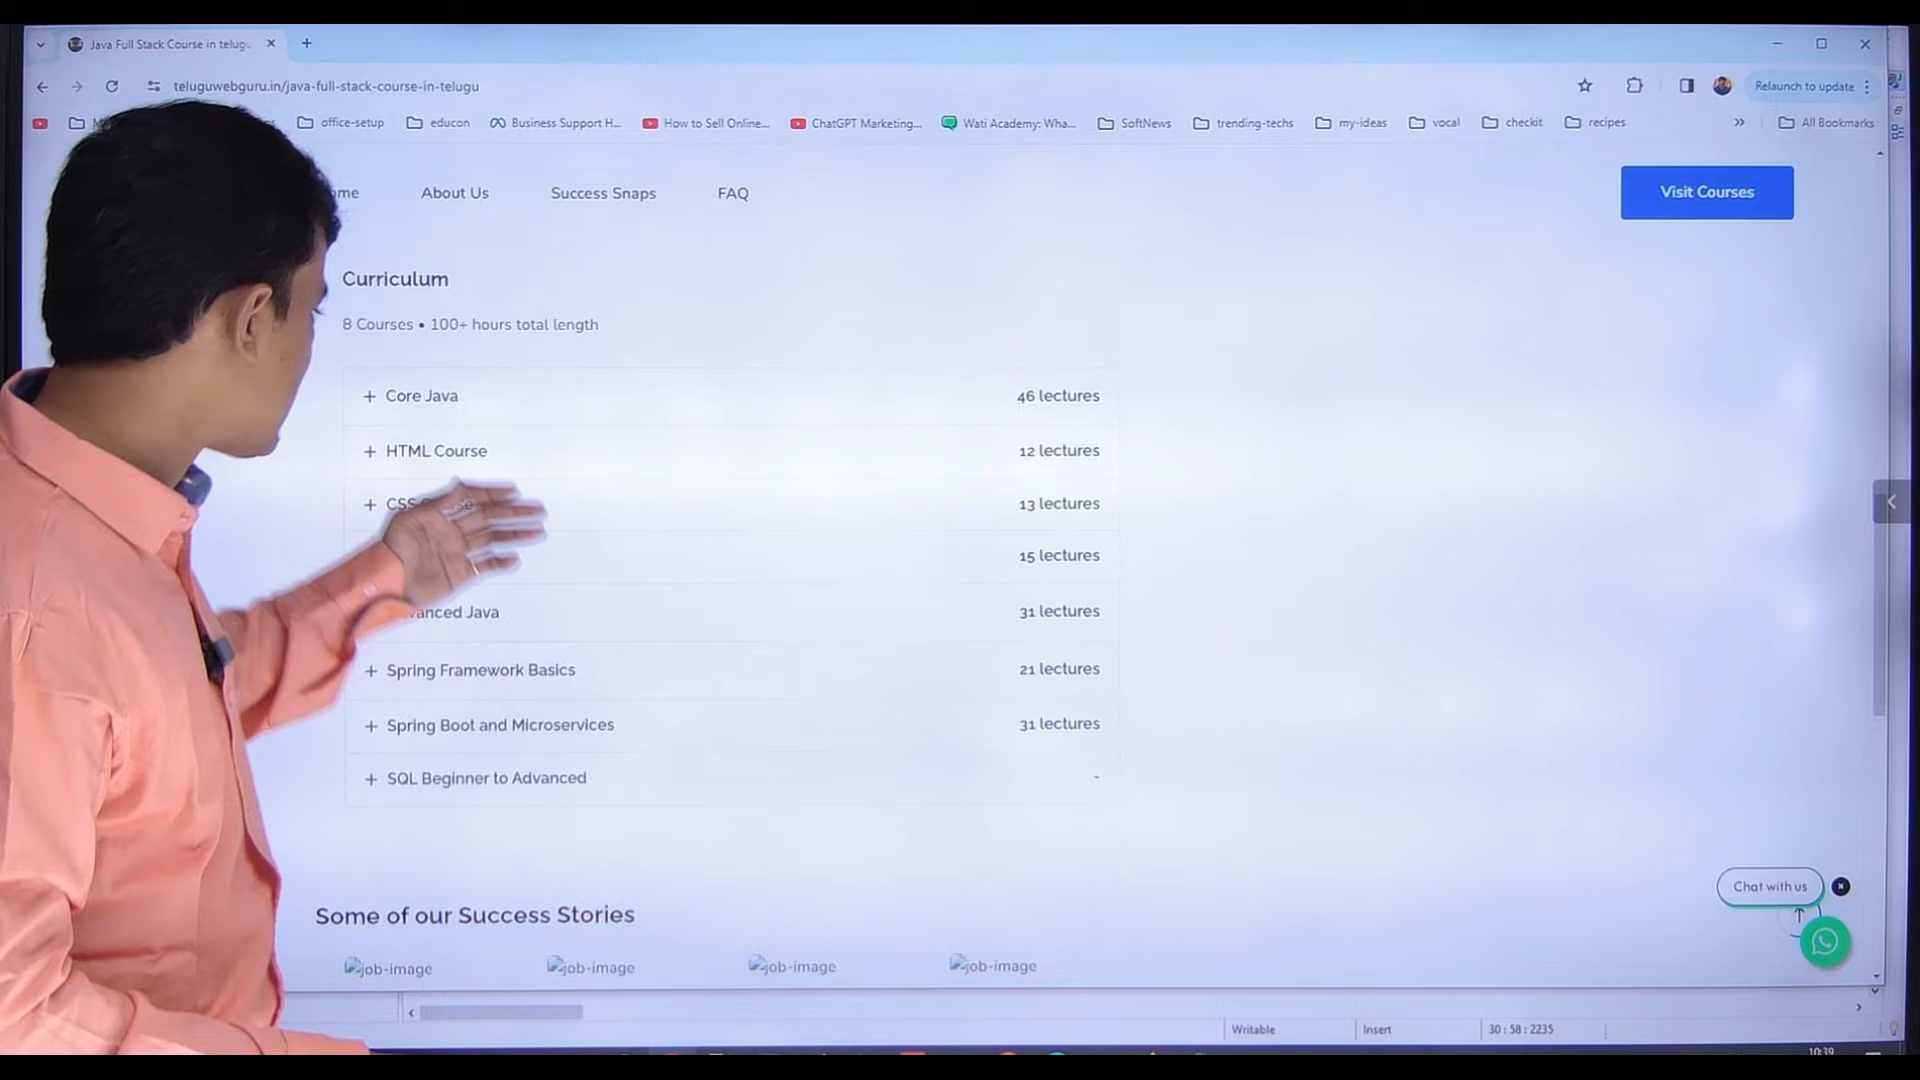 Java Full Stack Course in telug
teluguwebguru.in/java-full-stack-course-in-telugu
Relaunch to update
office-setup
educon
Business Support H...
How to Sell Online...
ChatGPT Marketing...
Wati Academy: Wha...
SoftNews
trending-techs
my-ideas
vocal
checkit
recipes
»
All Bookmarks
About Us
Success Snaps
FAQ
Visit Courses
Curriculum
8 Courses • 100+ hours total length
+ Core Java
46 lectures
+ HTML Course
12 lectures
+ CSS
13 lectures
15 lectures
Java
31 lectures
+ Spring Framework Basics
21 lectures
+ Spring Boot and Microservices
31 lectures
+ SQL Beginner to Advanced
-
Chat with us
Some of our Success Stories
job-image
job-image
job-image
job-image
Writable
Insert
30 : 58 : 2235
10:39